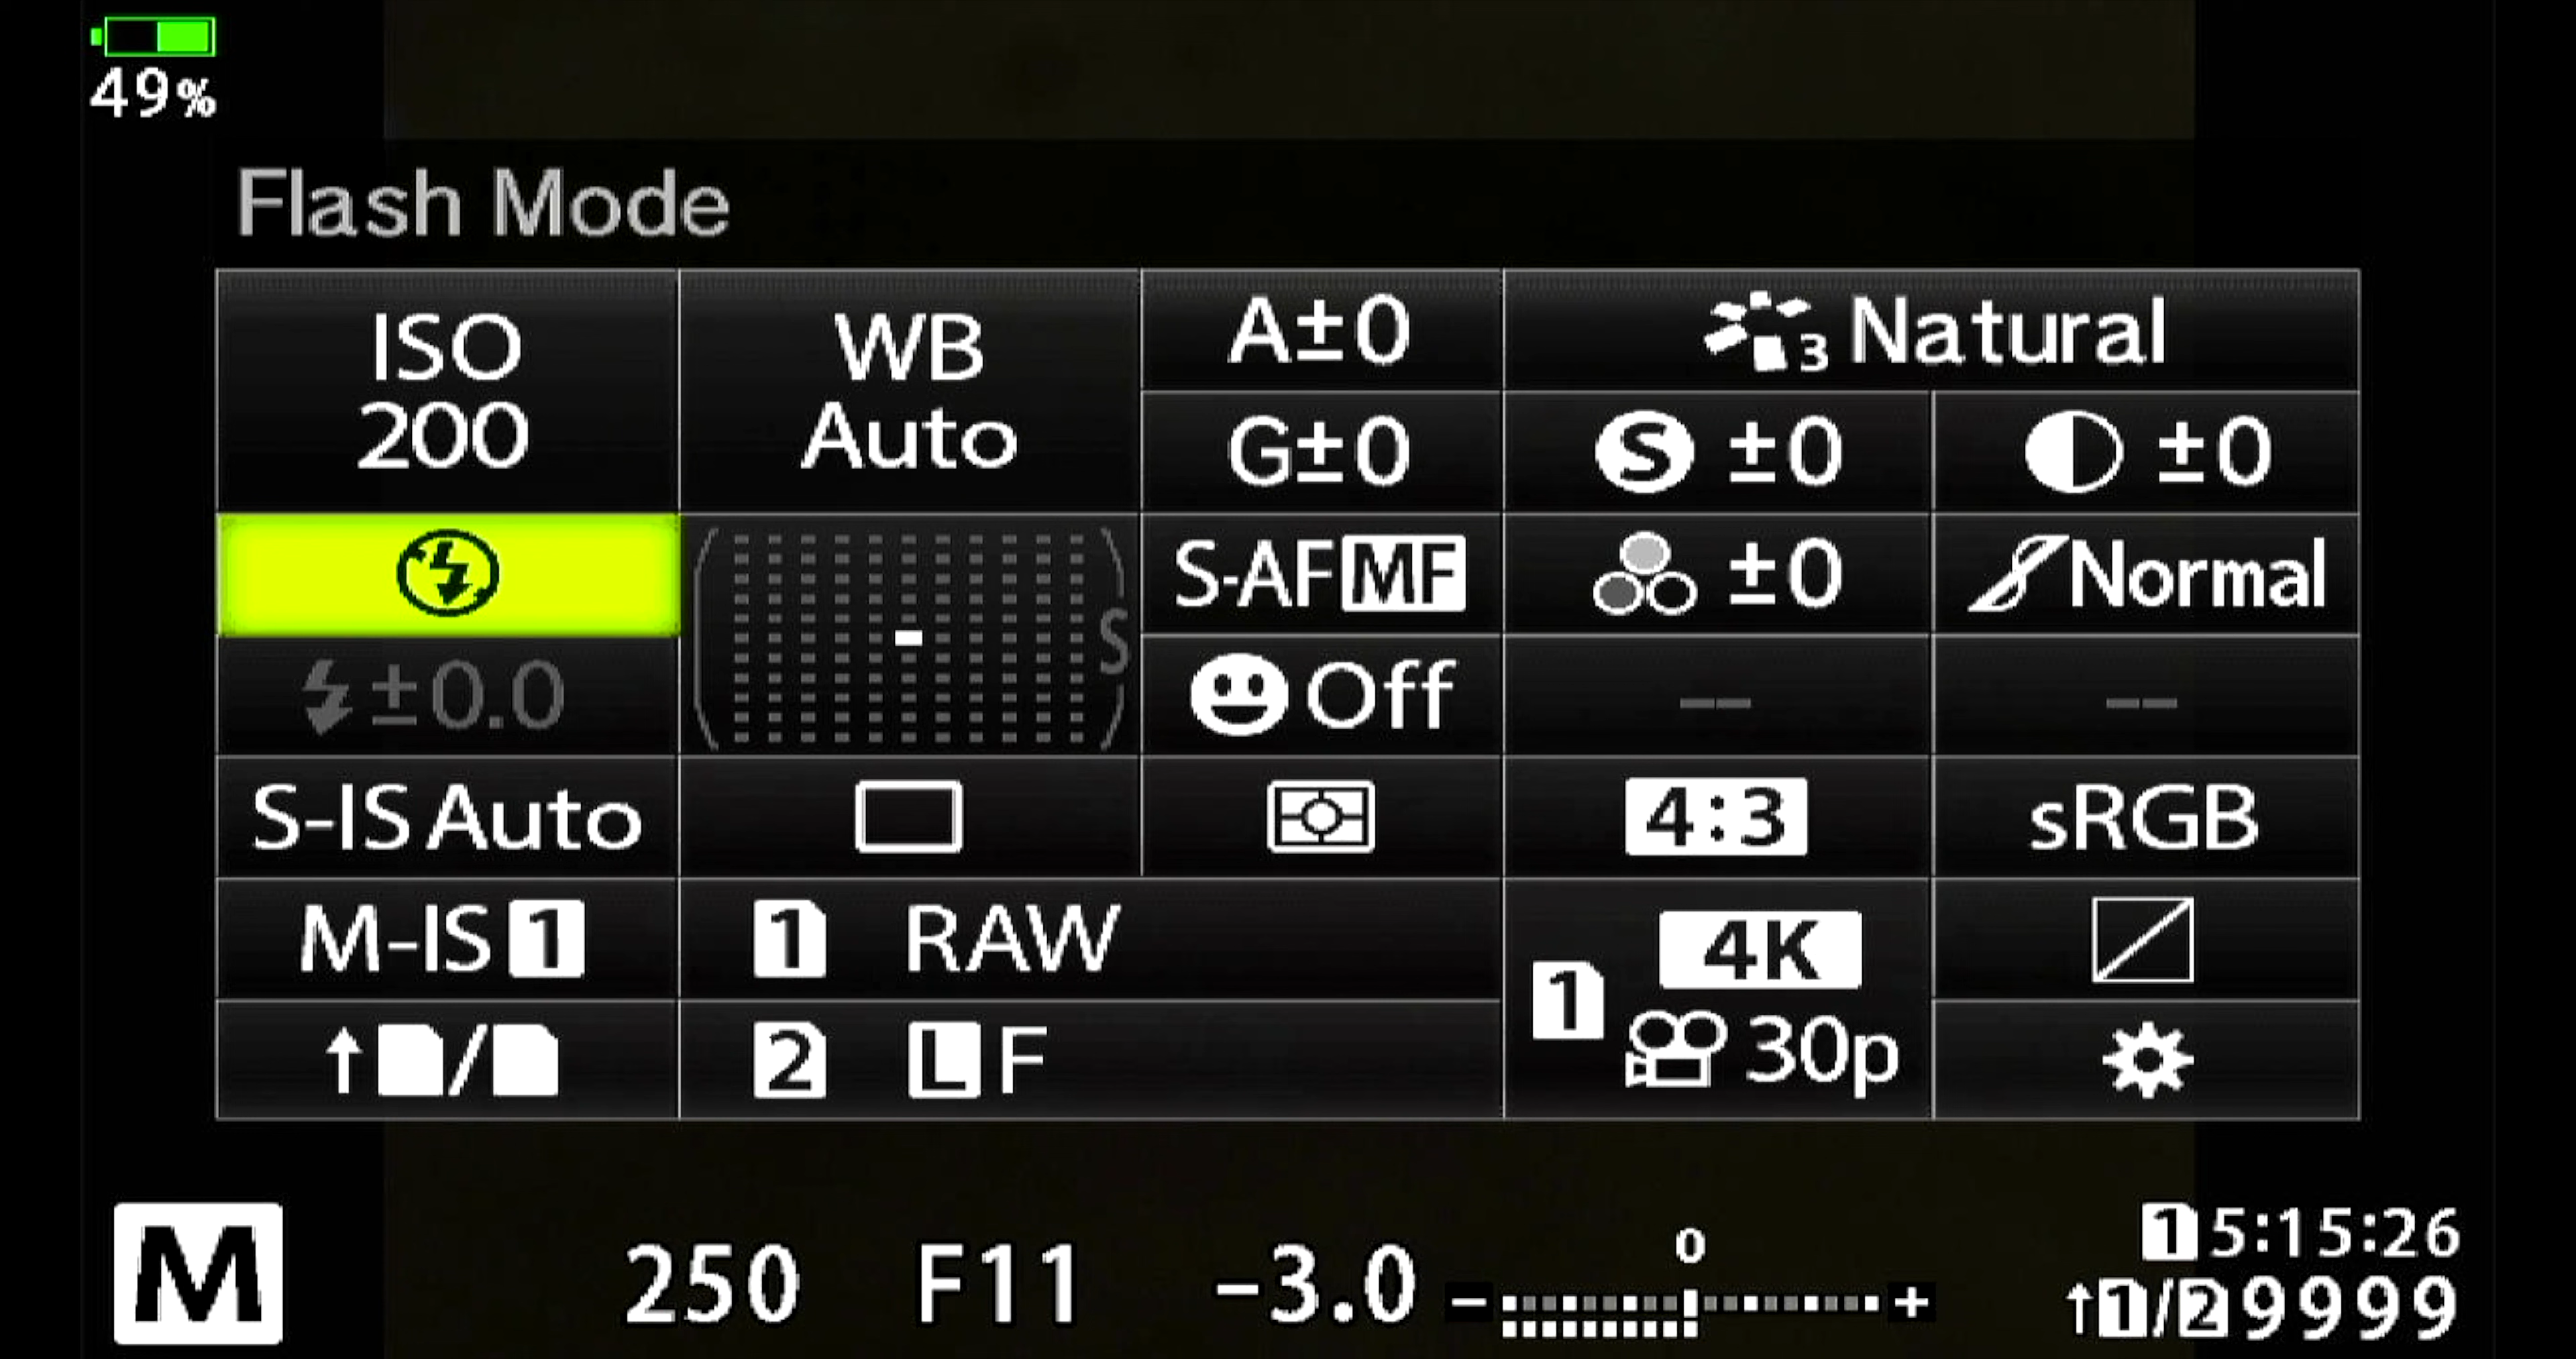 49%
Flash Mode
ISO
200
WB
Auto
A±0
G±0
3 Natural
S ±0
±0
S-AF MF
±0
Normal
±0.0
S
Off
--
--
S-IS Auto
4:3
sRGB
M-IS 1
1 RAW
1 4K
30p
/
2 L F
M
250 F11 -3.0 - 0 +
1 5:15:26
1/2 9999